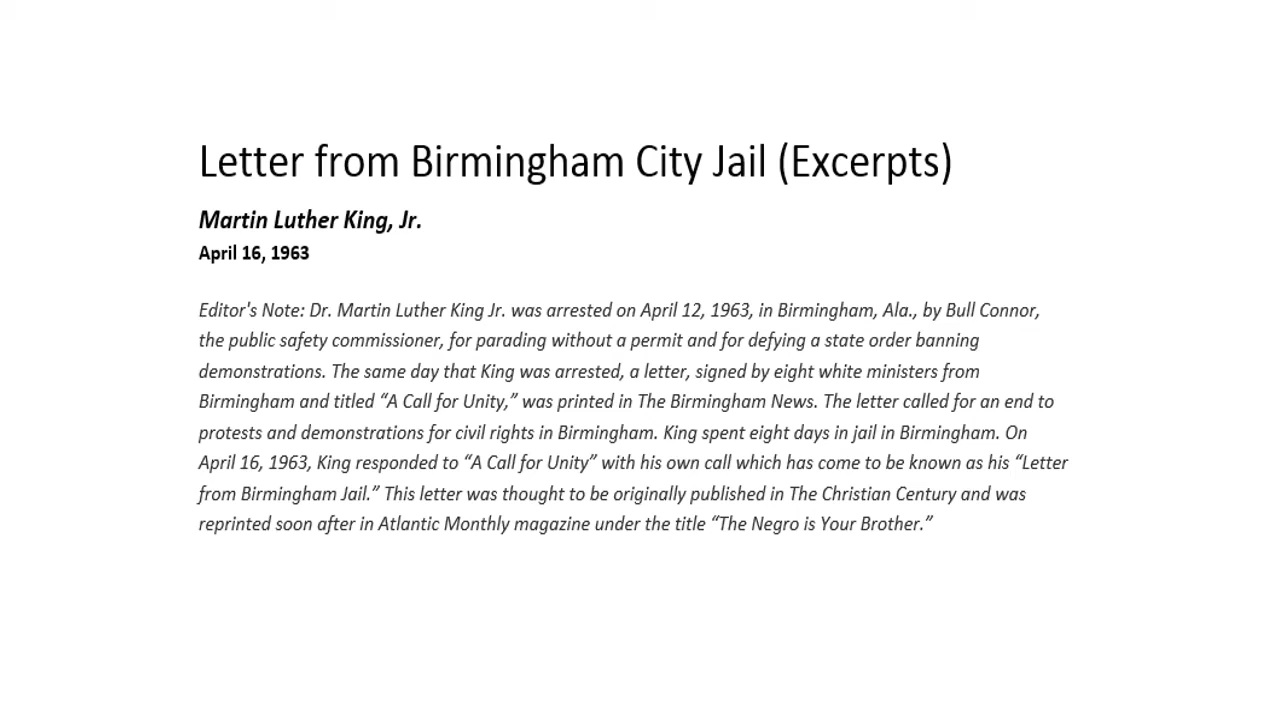 Letter from Birmingham City Jail (Excerpts)
Martin Luther King, Jr.
April 16, 1963
Editor's Note: Dr. Martin Luther King Jr. was arrested on April 12, 1963, in Birmingham, Ala., by Bull Connor,
the public safety commissioner, for parading without a permit and for defying a state order banning
demonstrations. The same day that King was arrested, a letter, signed by eight white ministers from
Birmingham and titled “A Call for Unity,” was printed in The Birmingham News. The letter called for an end to
protests and demonstrations for civil rights in Birmingham. King spent eight days in jail in Birmingham. On
April 16, 1963, King responded to “A Call for Unity” with his own call which has come to be known as his “Letter
from Birmingham Jail.” This letter was thought to be originally published in The Christian Century and was
reprinted soon after in Atlantic Monthly magazine under the title “The Negro is Your Brother.”